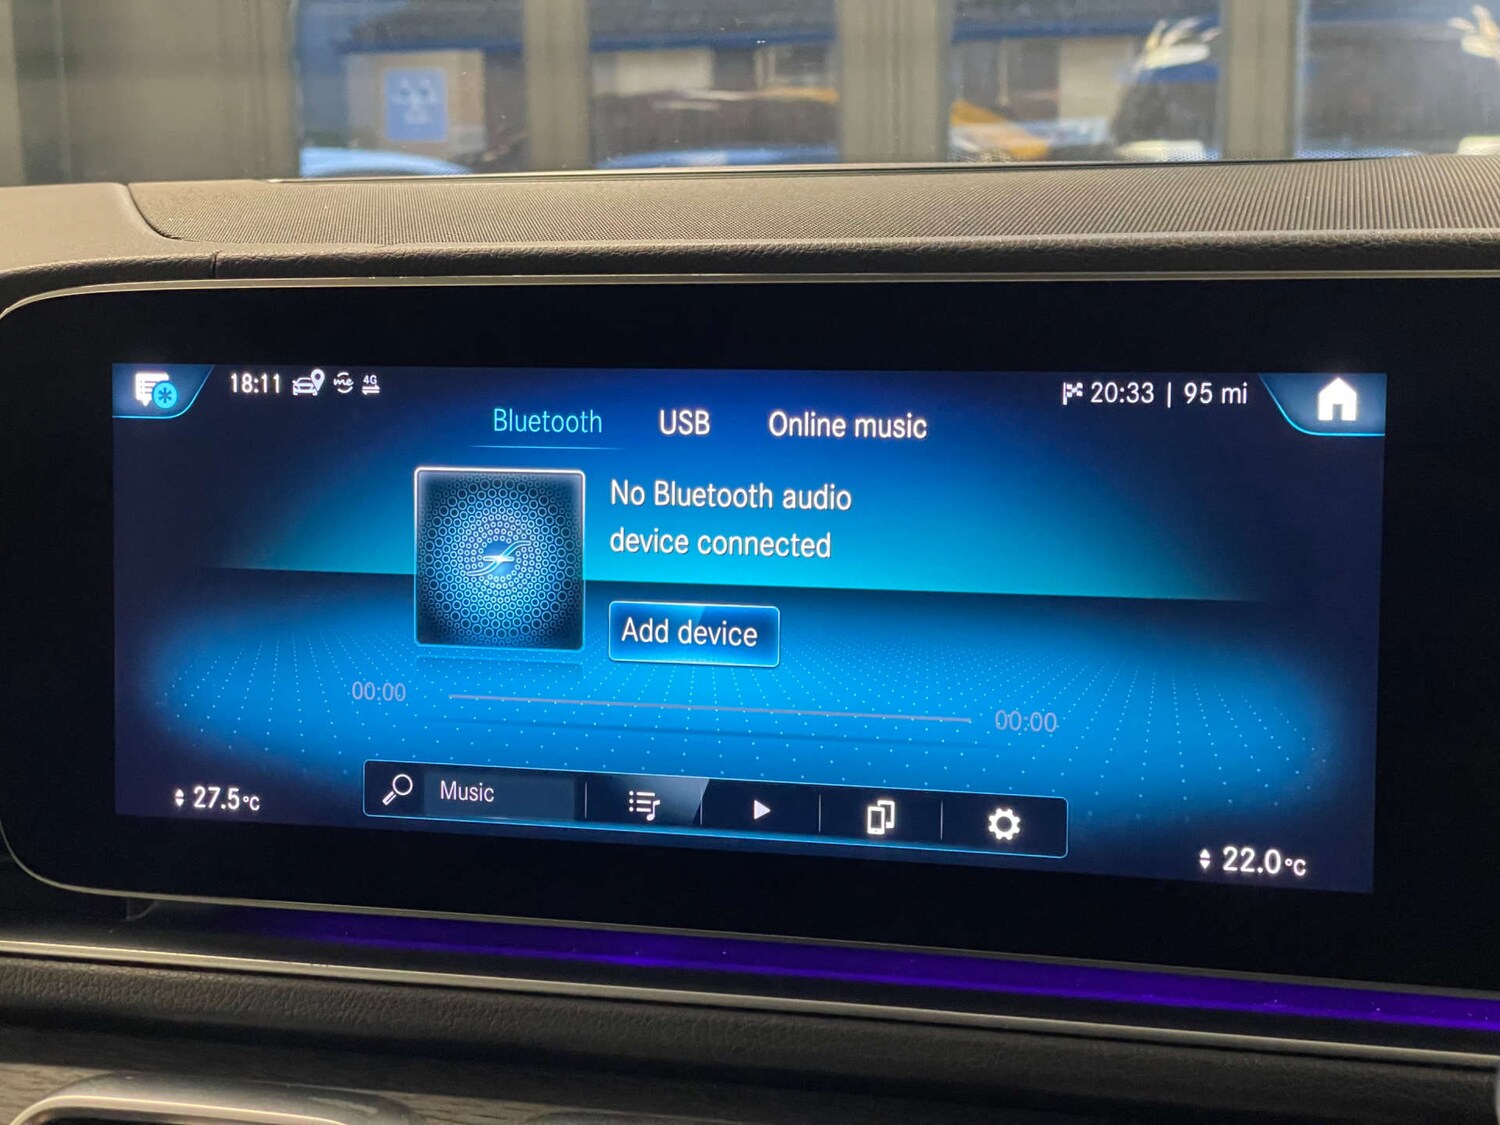 18:11 me 4G
20:33 | 95 mi
Bluetooth USB Online music
No Bluetooth audio
device connected
Add device
00:00 00:00
Music
27.5°C
22.0°C